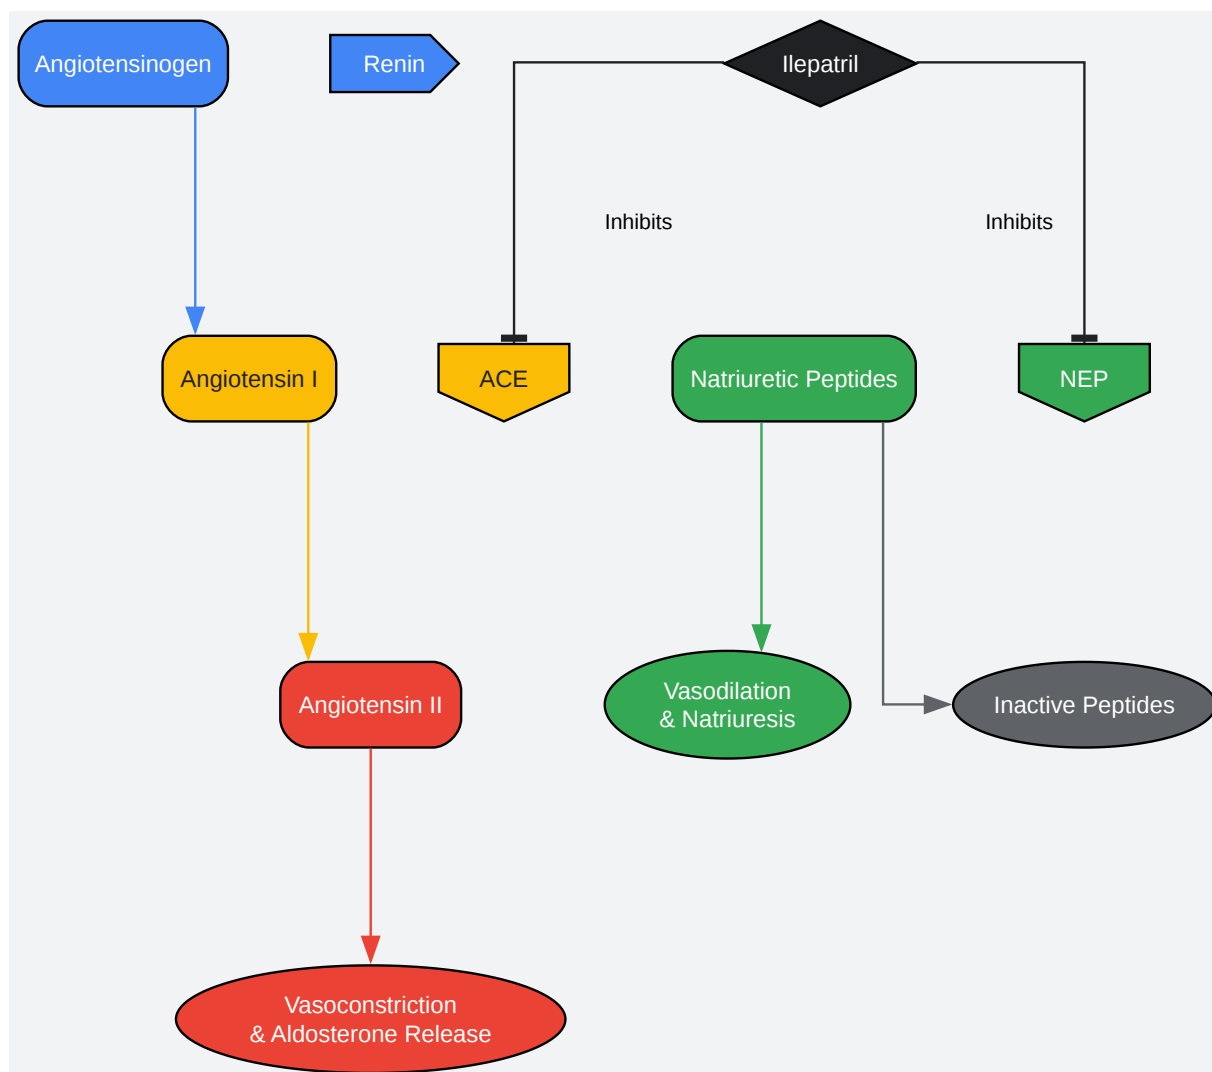 Angiotensinogen
Renin
Ilepatril
Inhibits
Inhibits
Angiotensin I
ACE
Natriuretic Peptides
NEP
Angiotensin II
Vasodilation
& Natriuresis
Inactive Peptides
Vasoconstriction
& Aldosterone Release